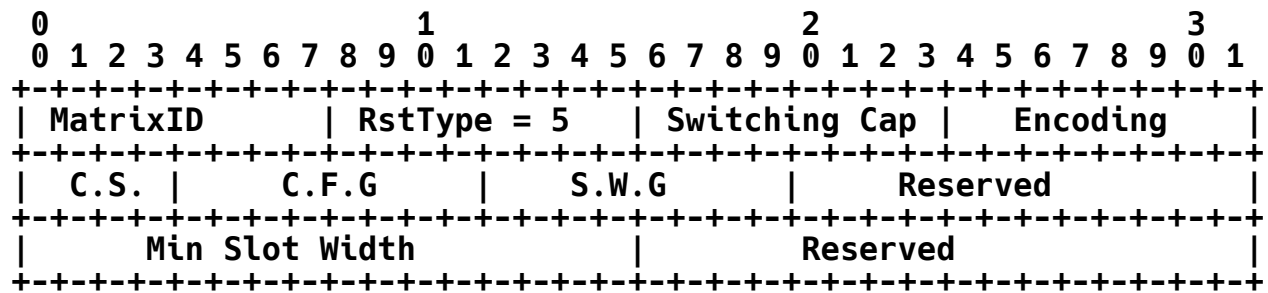 0                   1                   2                   3
 0 1 2 3 4 5 6 7 8 9 0 1 2 3 4 5 6 7 8 9 0 1 2 3 4 5 6 7 8 9 0 1
+-+-+-+-+-+-+-+-+-+-+-+-+-+-+-+-+-+-+-+-+-+-+-+-+-+-+-+-+-+-+-+-+
| MatrixID      | RstType = 5   | Switching Cap |   Encoding    |
+-+-+-+-+-+-+-+-+-+-+-+-+-+-+-+-+-+-+-+-+-+-+-+-+-+-+-+-+-+-+-+-+
|  C.S. |     C.F.G     |    S.W.G      |     Reserved          |
+-+-+-+-+-+-+-+-+-+-+-+-+-+-+-+-+-+-+-+-+-+-+-+-+-+-+-+-+-+-+-+-+
|      Min Slot Width           |        Reserved               |
+-+-+-+-+-+-+-+-+-+-+-+-+-+-+-+-+-+-+-+-+-+-+-+-+-+-+-+-+-+-+-+-+